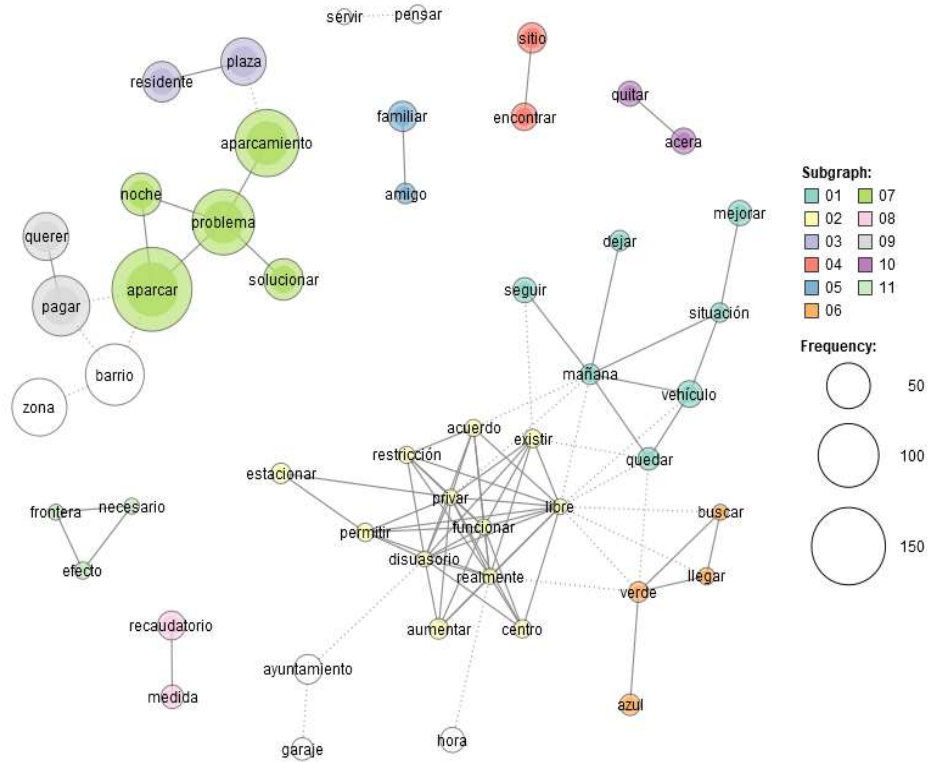 servir
pensar
sitio
plaza
residente
quitar
familiar
encontrar
aparcamiento
acera
noche
amigo
problema
querer
solucionar
aparcar
pagar
barrio
zona
mejorar
dejar
seguir
situación
mañana
vehículo
acuerdo
existir
restricción
quedar
estacionar
privar
libre
buscar
permitir
funcionar
disuasorio
realmente
llegar
verde
aumentar
centro
frontera
necesario
efecto
recaudatorio
ayuntamiento
medida
azul
garaje
hora
Subgraph:
01 07
02 08
03 09
04 10
05 11
06
Frequency:
50
100
150